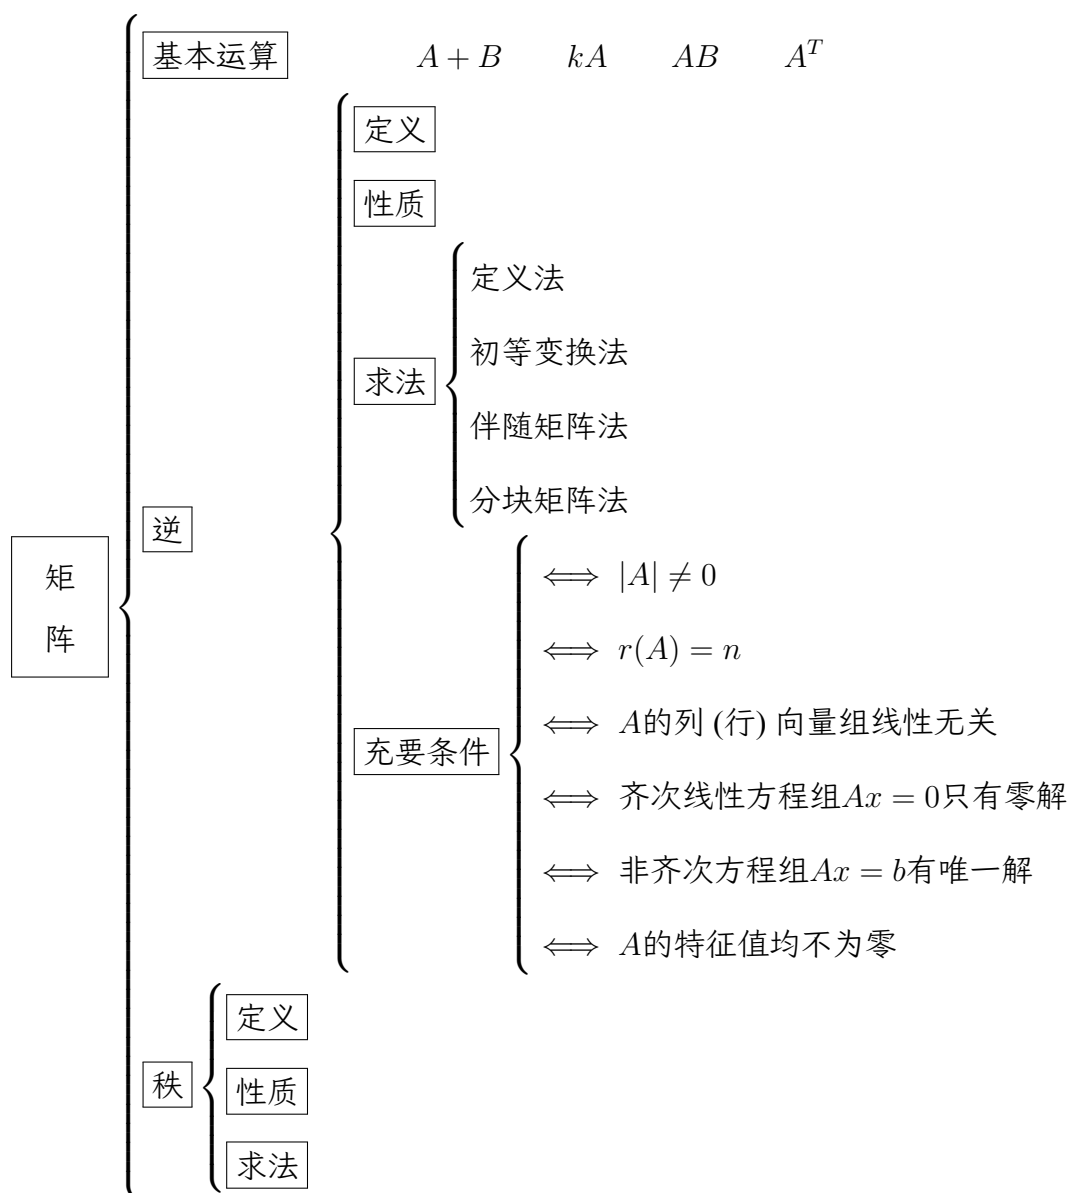 基本运算 A + B kA AB A^T
定义
性质
定义法
初等变换法
求法
伴随矩阵法
分块矩阵法
逆
矩
阵
⟺ |A| ≠ 0
⟺ r(A) = n
⟺ A的列 (行) 向量组线性无关
充要条件
⟺ 齐次线性方程组Ax = 0只有零解
⟺ 非齐次方程组Ax = b有唯一解
⟺ A的特征值均不为零
定义
秩
性质
求法